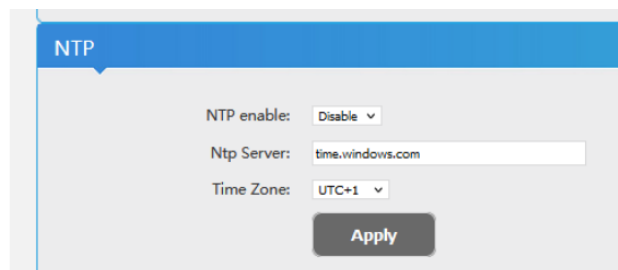 NTP
NTP enable: Disable
Ntp Server: time.windows.com
Time Zone: UTC+1
Apply